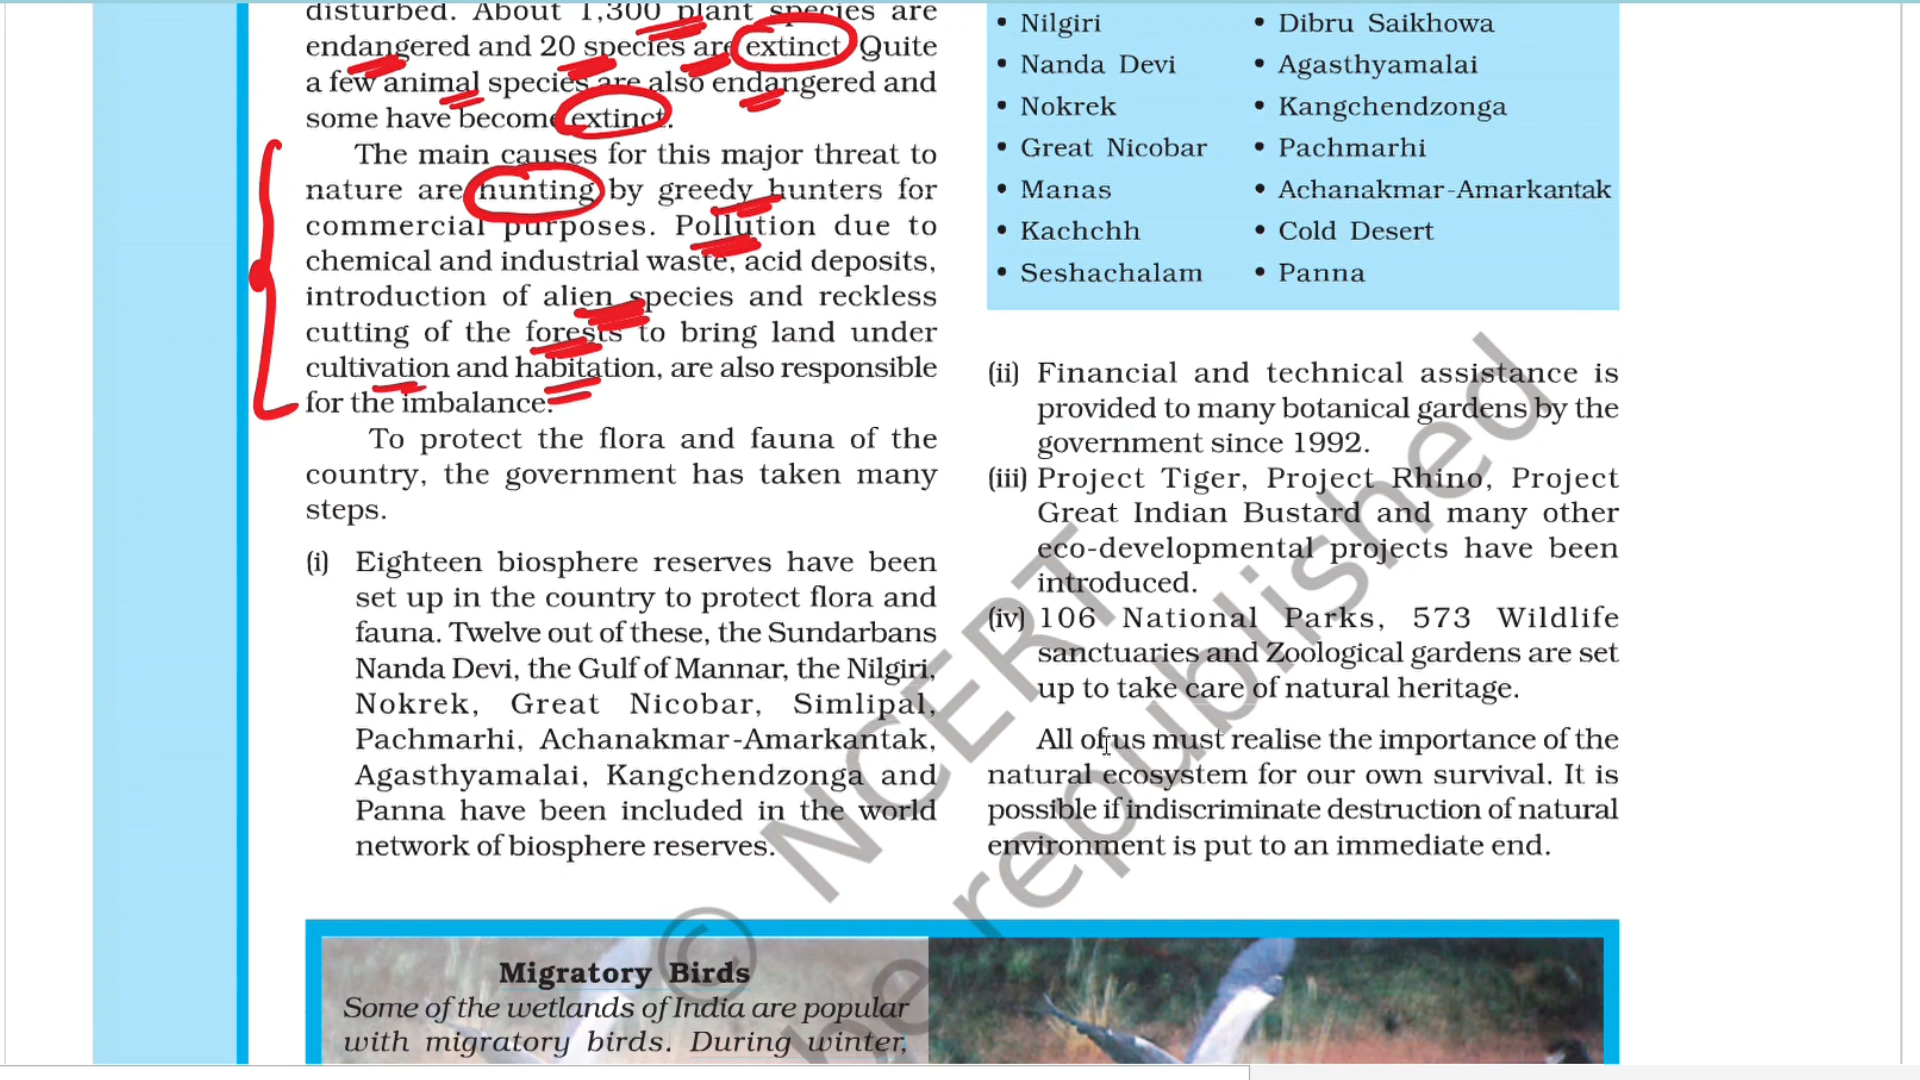 disturbed. About 1,300 plant species are
endangered and 20 species are extinct. Quite
a few animal species are also endangered and
some have become extinct.
The main causes for this major threat to
nature are hunting by greedy hunters for
commercial purposes. Pollution due to
chemical and industrial waste, acid deposits,
introduction of alien species and reckless
cutting of the forests to bring land under
cultivation and habitation, are also responsible
for the imbalance.
To protect the flora and fauna of the
country, the government has taken many
steps.
(i) Eighteen biosphere reserves have been
set up in the country to protect flora and
fauna. Twelve out of these, the Sundarbans
Nanda Devi, the Gulf of Mannar, the Nilgiri,
Nokrek, Great Nicobar, Simlipal,
Pachmarhi, Achanakmar-Amarkantak,
Agasthyamalai, Kangchendzonga and
Panna have been included in the world
network of biosphere reserves.
• Nilgiri • Dibru Saikhowa
• Nanda Devi • Agasthyamalai
• Nokrek • Kangchendzonga
• Great Nicobar • Pachmarhi
• Manas • Achanakmar-Amarkantak
• Kachchh • Cold Desert
• Seshachalam • Panna
(ii) Financial and technical assistance is
provided to many botanical gardens by the
government since 1992.
(iii) Project Tiger, Project Rhino, Project
Great Indian Bustard and many other
eco-developmental projects have been
introduced.
(iv) 106 National Parks, 573 Wildlife
sanctuaries and Zoological gardens are set
up to take care of natural heritage.
All of us must realise the importance of the
natural ecosystem for our own survival. It is
possible if indiscriminate destruction of natural
environment is put to an immediate end.
© NCERT
be republished
Migratory Birds
Some of the wetlands of India are popular
with migratory birds. During winter,